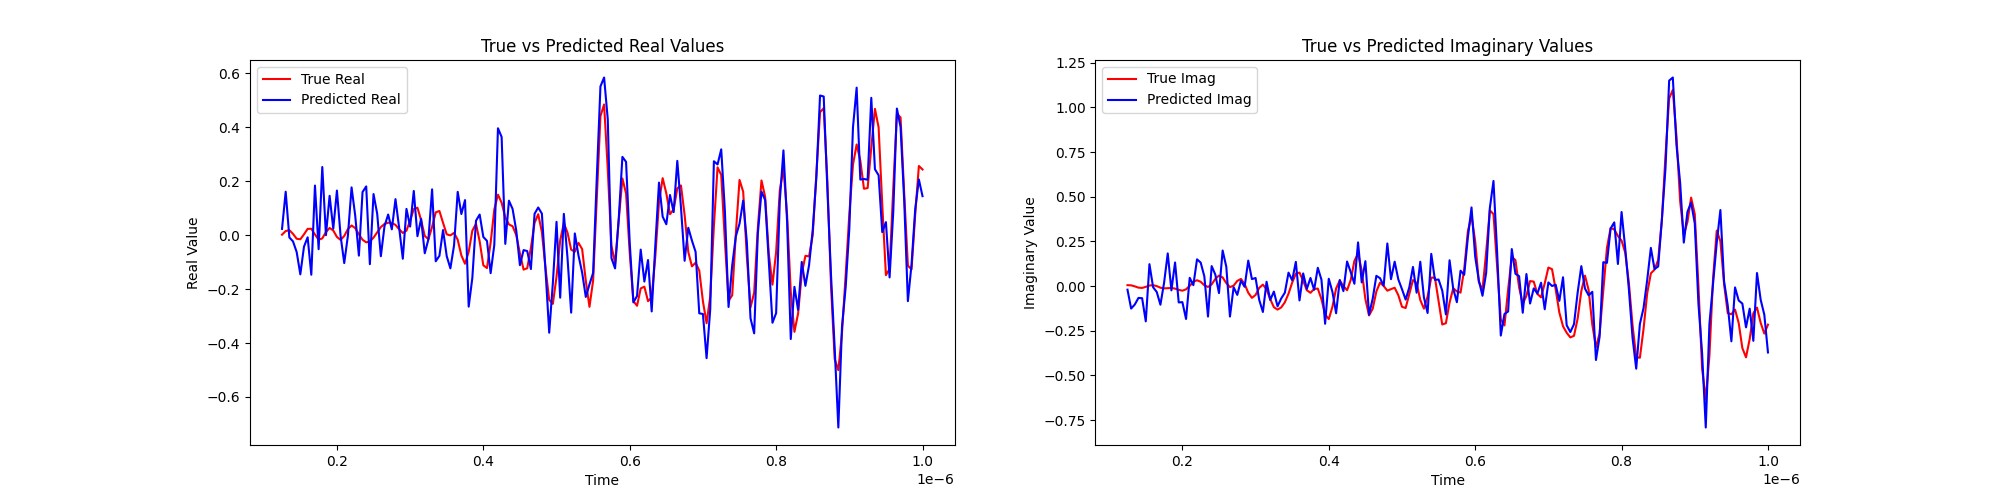 True vs Predicted Real Values
True Real
Predicted Real
Real Value
0.6
0.4
0.2
0.0
−0.2
−0.4
−0.6
0.2
0.4
0.6
0.8
1.0
1e−6
Time
True vs Predicted Imaginary Values
True Imag
Predicted Imag
Imaginary Value
1.25
1.00
0.75
0.50
0.25
0.00
−0.25
−0.50
−0.75
0.2
0.4
0.6
0.8
1.0
1e−6
Time